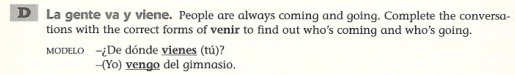 D La gente va y viene. People are always coming and going. Complete the conversa-
tions with the correct forms of venir to find out who's coming and who's going.
MODELO –¿De dónde vienes (tú)?
–(Yo) vengo del gimnasio.